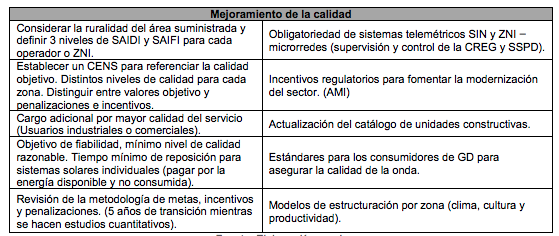 Mejoramiento de la calidad
Considerar la ruralidad del área suministrada y
definir 3 niveles de SAIDI y SAIFI para cada
operador o ZNI.
Obligatoriedad de sistemas telemétricos SIN y ZNI –
microrredes (supervisión y control de la CREG y SSPD).
Establecer un CENS para referenciar la calidad
objetivo. Distintos niveles de calidad para cada
zona. Distinguir entre valores objetivo y
penalizaciones e incentivos.
Incentivos regulatorios para fomentar la modernización
del sector. (AMI)
Cargo adicional por mayor calidad del servicio
(Usuarios industriales o comerciales).
Actualización del catálogo de unidades constructivas.
Objetivo de fiabilidad, mínimo nivel de calidad
razonable. Tiempo mínimo de reposición para
sistemas solares individuales (pagar por la
energía disponible y no consumida).
Estándares para los consumidores de GD para
asegurar la calidad de la onda.
Revisión de la metodología de metas, incentivos
y penalizaciones. (5 años de transición mientras
se hacen estudios cuantitativos).
Modelos de estructuración por zona (clima, cultura y
productividad).